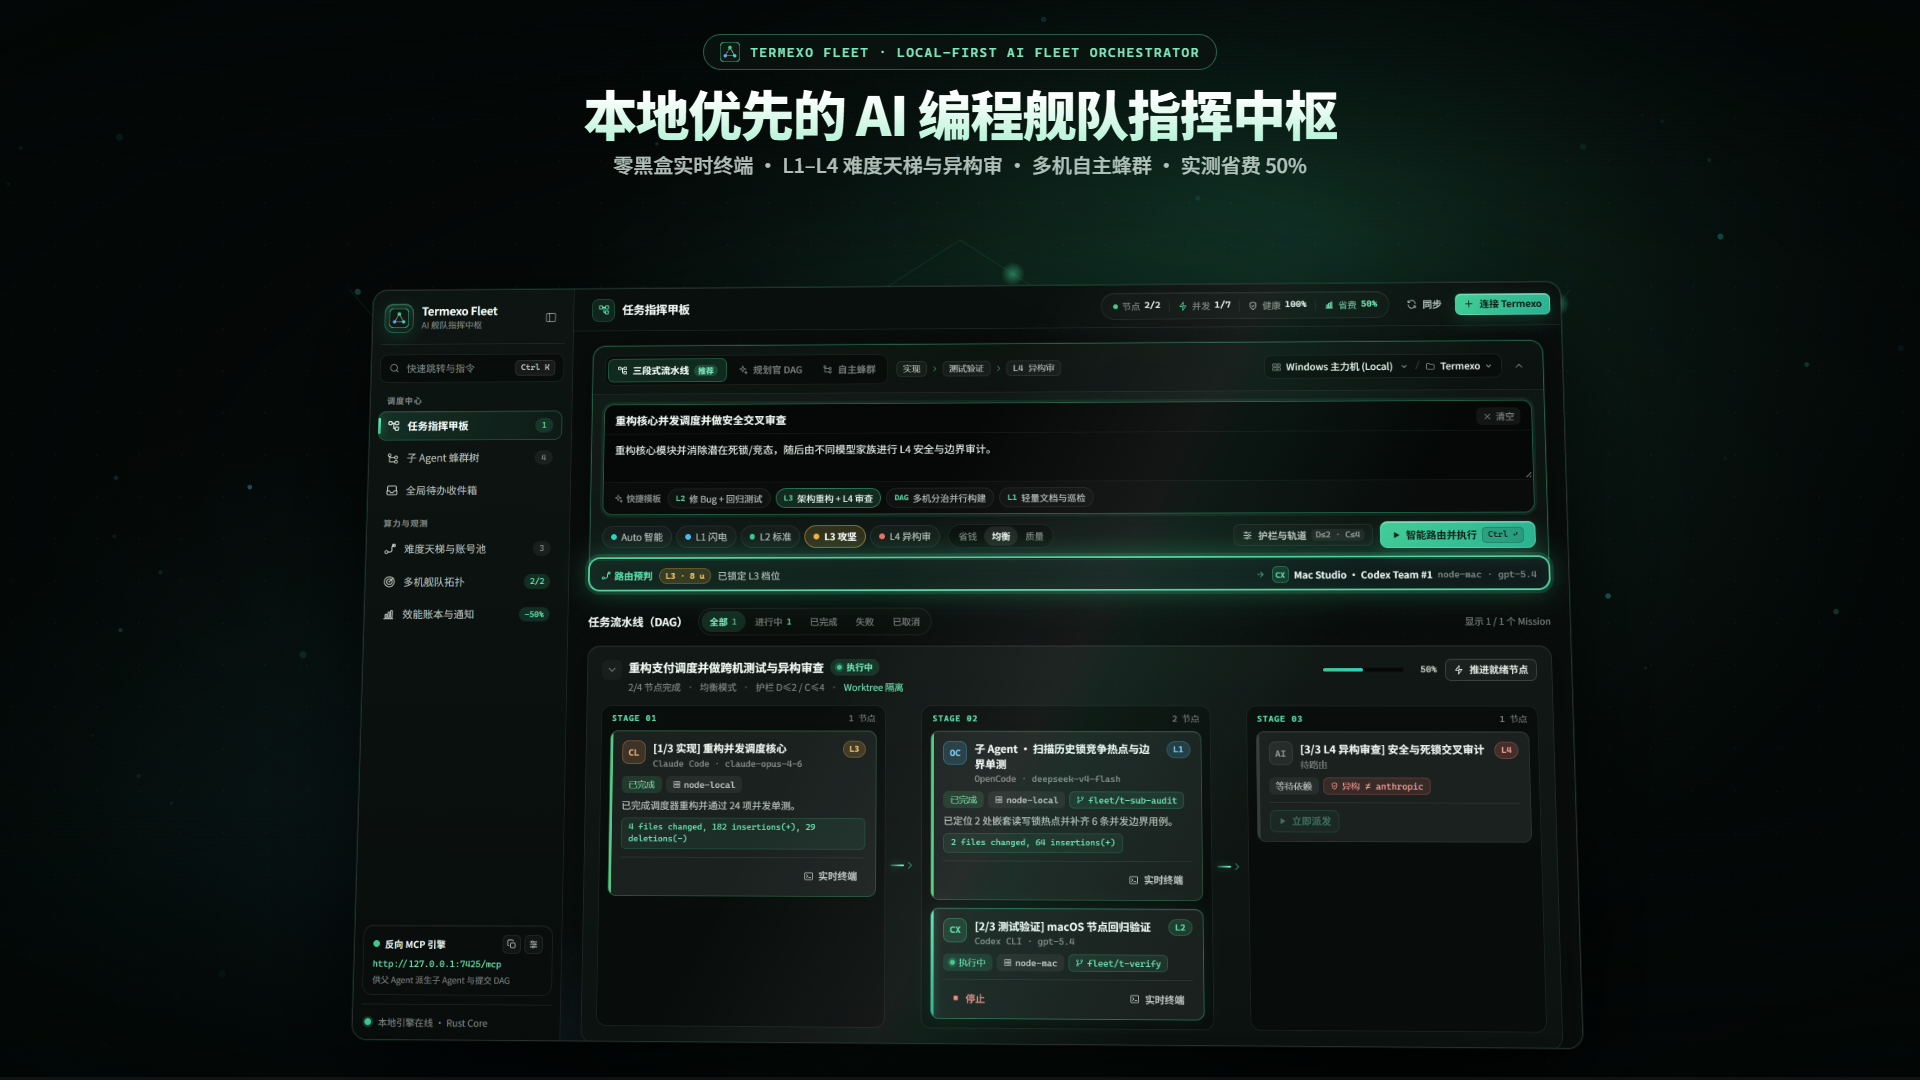 TERMEXO FLEET · LOCAL-FIRST AI FLEET ORCHESTRATOR
本地优先的 AI 编程舰队指挥中枢
零黑盒实时终端 • L1–L4 难度天梯与异构审 • 多机自主蜂群 • 实测省费 50%
Termexo Fleet
AI 舰队指挥中枢
快速跳转与指令 Ctrl K
调度中心
任务指挥甲板 1
子 Agent 蜂群树 4
全局待办收件箱
算力与观测
难度天梯与账号池 3
多机舰队拓扑 2/2
效能账本与通知 -50%
反向 MCP 引擎
http://127.0.0.1:7425/mcp
供父 Agent 派生子 Agent 与提交 DAG
本地引擎在线 • Rust Core
任务指挥甲板
节点 2/2 并发 1/7 健康 100% 省费 50% 同步 + 连接 Termexo
三段式流水线 推荐 规划官 DAG 自主蜂群 实现 › 测试验证 › L4 异构审
Windows 主力机 (Local) / Termexo
重构核心并发调度并做安全交叉审查 × 清空
重构核心模块并消除潜在死锁/竞态，随后由不同模型家族进行 L4 安全与边界审计。
快捷模板 L2 修 Bug + 回归测试 L3 架构重构 + L4 审查 DAG 多机分治并行构建 L1 轻量文档与巡检
Auto 智能 L1 闪电 L2 标准 L3 攻坚 L4 异构审 省钱 均衡 质量
护栏与轨道 D≤2 · C≤4 智能路由并执行 Ctrl ⏎
路由预判 L3 · 8 u 已锁定 L3 档位 → CX Mac Studio • Codex Team #1 node-mac · gpt-5.4
任务流水线（DAG） 全部 1 进行中 1 已完成 失败 已取消 显示 1 / 1 个 Mission
重构支付调度并做跨机测试与异构审查 执行中 50% 推进就绪节点
2/4 节点完成 · 均衡模式 · 护栏 D≤2 / C≤4 · Worktree 隔离
STAGE 01 1 节点
CL [1/3 实现] 重构并发调度核心 L3
Claude Code · claude-opus-4-6
已完成 node-local
已完成调度器重构并通过 24 项并发单测。
4 files changed, 182 insertions(+), 29
deletions(-)
实时终端
STAGE 02 2 节点
OC 子 Agent • 扫描历史锁竞争热点与边 L1
界单测
OpenCode · deepseek-v4-flash
已完成 node-local fleet/t-sub-audit
已定位 2 处嵌套读写锁热点并补齐 6 条并发边界用例。
2 files changed, 64 insertions(+)
实时终端
CX [2/3 测试验证] macOS 节点回归验证 L2
Codex CLI · gpt-5.4
执行中 node-mac fleet/t-verify
停止 实时终端
STAGE 03 1 节点
AI [3/3 L4 异构审查] 安全与死锁交叉审计 L4
待路由
等待依赖 异构 ≠ anthropic
立即派发